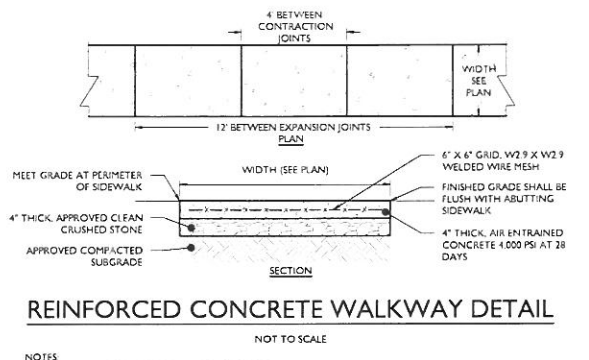 4' BETWEEN
CONTRACTION
JOINTS
WIDTH
SEE
PLAN
12' BETWEEN EXPANSION JOINTS
PLAN
WIDTH (SEE PLAN)
6" X 6" GRID, W2.9 X W2.9
WELDED WIRE MESH
MEET GRADE AT PERIMETER
OF SIDEWALK
FINISHED GRADE SHALL BE
FLUSH WITH ABUTTING
SIDEWALK
4" THICK, APPROVED CLEAN
CRUSHED STONE
4" THICK, AIR ENTRAINED
CONCRETE 4,000 PSI AT 28
DAYS
APPROVED COMPACTED
SUBGRADE
SECTION
REINFORCED CONCRETE WALKWAY DETAIL
NOT TO SCALE
NOTES: